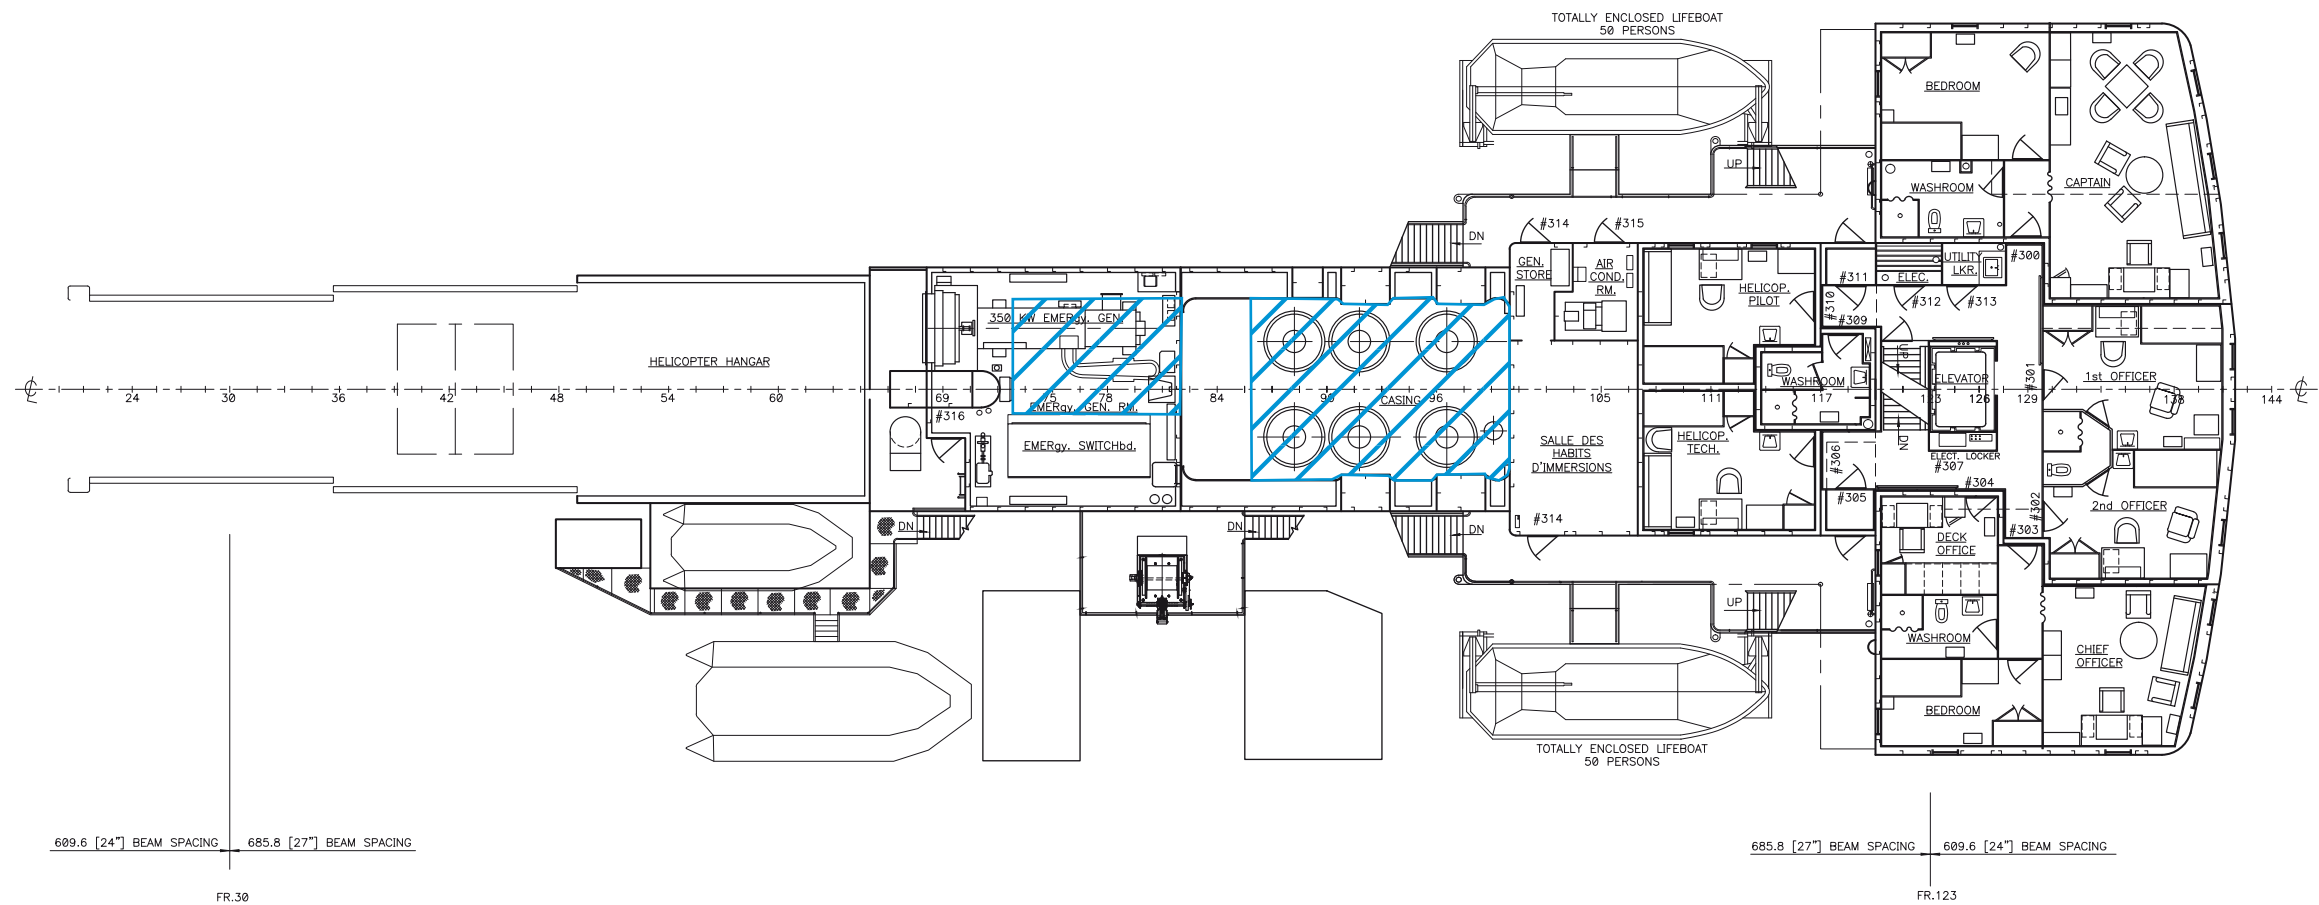 TOTALLY ENCLOSED LIFEBOAT
50 PERSONS
BEDROOM
CAPTAIN
WASHROOM
UP
#314
#315
DN
GEN.
STORE
AIR
COND.
RM.
HELICOP.
PILOT
#311
#310
#309
ELEC.
UTILITY
LKR.
#300
#312
#313
350 KW EMERgy. GEN.
HELICOPTER HANGAR
UP
ELEVATOR
WASHROOM
#301
1st OFFICER
24
30
36
42
48
54
60
69
75
78
84
90
96
105
111
117
123
126
129
138
144
CASING
EMERgy. GEN. RM.
#316
EMERgy. SWITCHbd.
SALLE DES
HABITS
D'IMMERSIONS
HELICOP.
TECH.
DN
#306
#305
ELECT. LOCKER
#307
#304
#302
#303
2nd OFFICER
DECK
OFFICE
DN
DN
DN
#314
UP
WASHROOM
CHIEF
OFFICER
BEDROOM
TOTALLY ENCLOSED LIFEBOAT
50 PERSONS
609.6 [24"] BEAM SPACING
685.8 [27"] BEAM SPACING
FR.30
685.8 [27"] BEAM SPACING
609.6 [24"] BEAM SPACING
FR.123